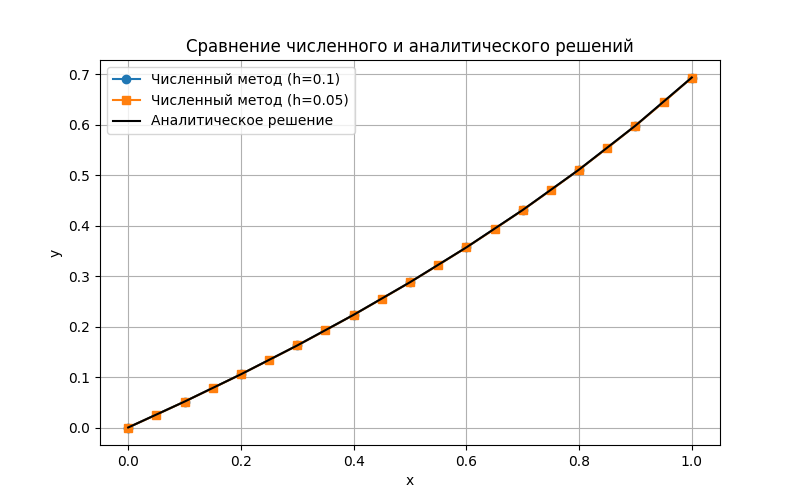 Сравнение численного и аналитического решений
Численный метод (h=0.1)
Численный метод (h=0.05)
Аналитическое решение
y
0.7
0.6
0.5
0.4
0.3
0.2
0.1
0.0
0.0 0.2 0.4 0.6 0.8 1.0
x